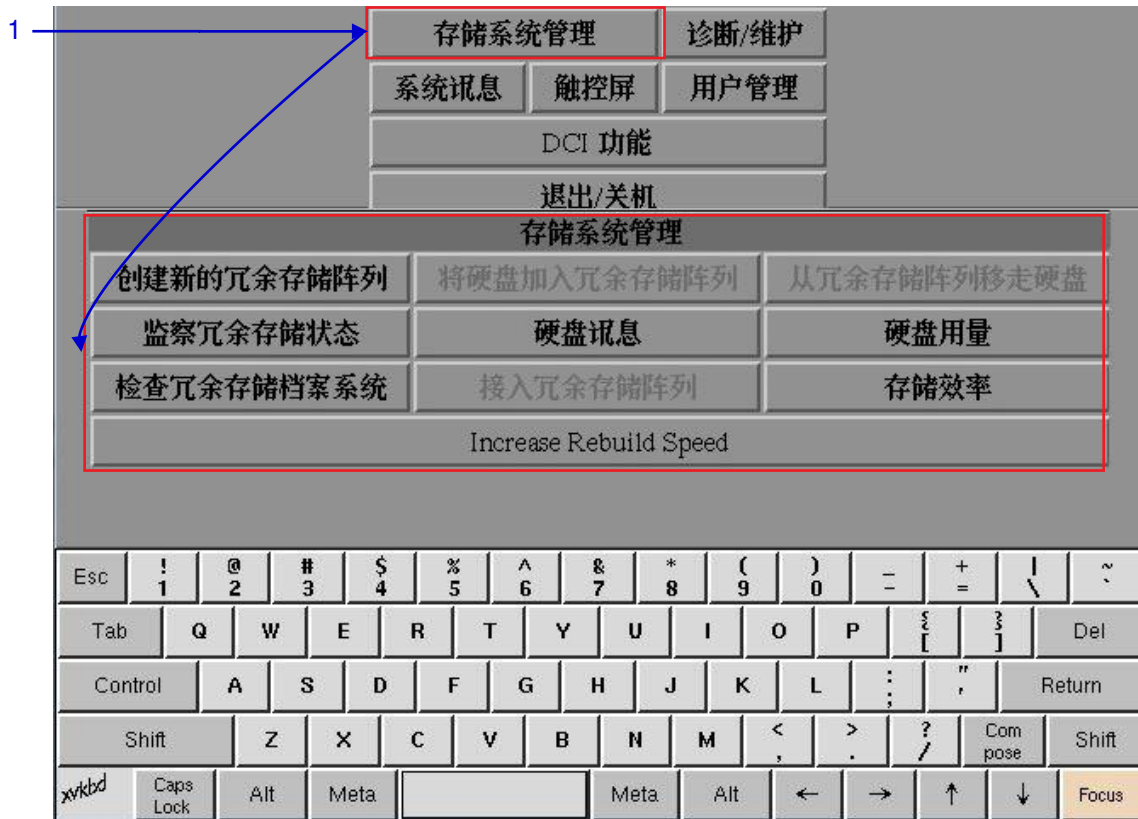 1
存储系统管理 诊断/维护
系统讯息 触控屏 用户管理
DCI 功能
退出/关机
存储系统管理
创建新的冗余存储阵列 将硬盘加入冗余存储阵列 从冗余存储阵列移走硬盘
监察冗余存储状态 硬盘讯息 硬盘用量
检查冗余存储档案系统 接入冗余存储阵列 存储效率
Increase Rebuild Speed
Esc ! 1 @ 2 # 3 $ 4 % 5 ^ 6 & 7 * 8 ( 9 ) 0 _ - + = | \ ~ `
Tab Q W E R T Y U I O P { [ } ] Del
Control A S D F G H J K L : ; " ' Return
Shift Z X C V B N M < , > . ? / Com pose Shift
xvkbd Caps Lock Alt Meta Meta Alt ← → ↑ ↓ Focus